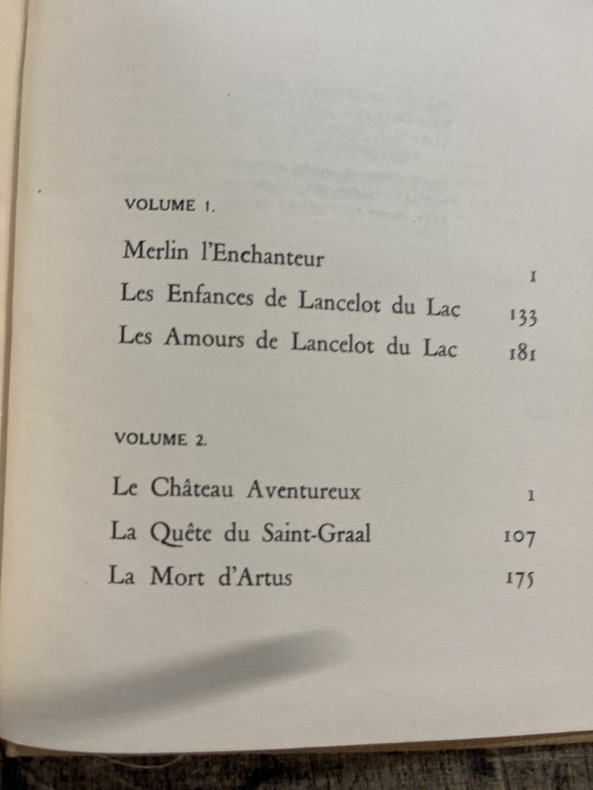 VOLUME 1.
Merlin l'Enchanteur 1
Les Enfances de Lancelot du Lac 133
Les Amours de Lancelot du Lac 181
VOLUME 2.
Le Château Aventureux 1
La Quête du Saint-Graal 107
La Mort d'Artus 175